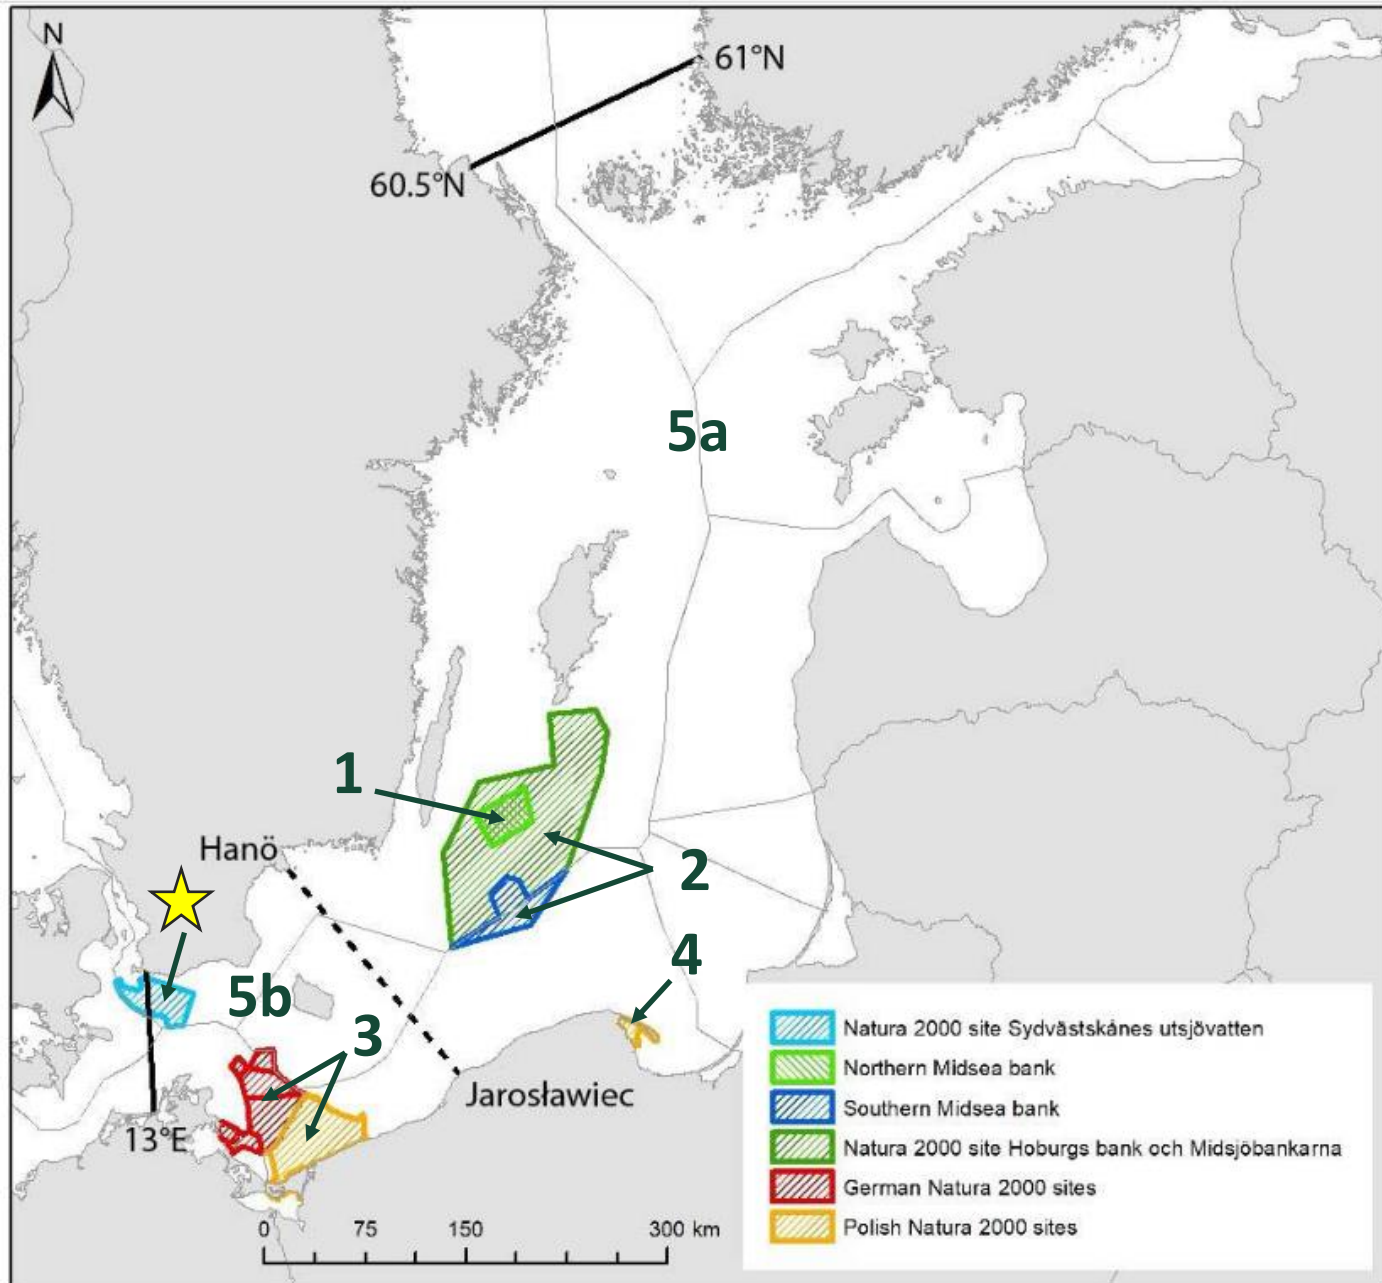 N
61°N
60.5°N
5a
1
Hanö
2
4
5b
3
Jarosławiec
13°E
0 75 150 300 km
Natura 2000 site Sydvästskånes utsjövatten
Northern Midsea bank
Southern Midsea bank
Natura 2000 site Hoburgs bank och Midsjöbankarna
German Natura 2000 sites
Polish Natura 2000 sites